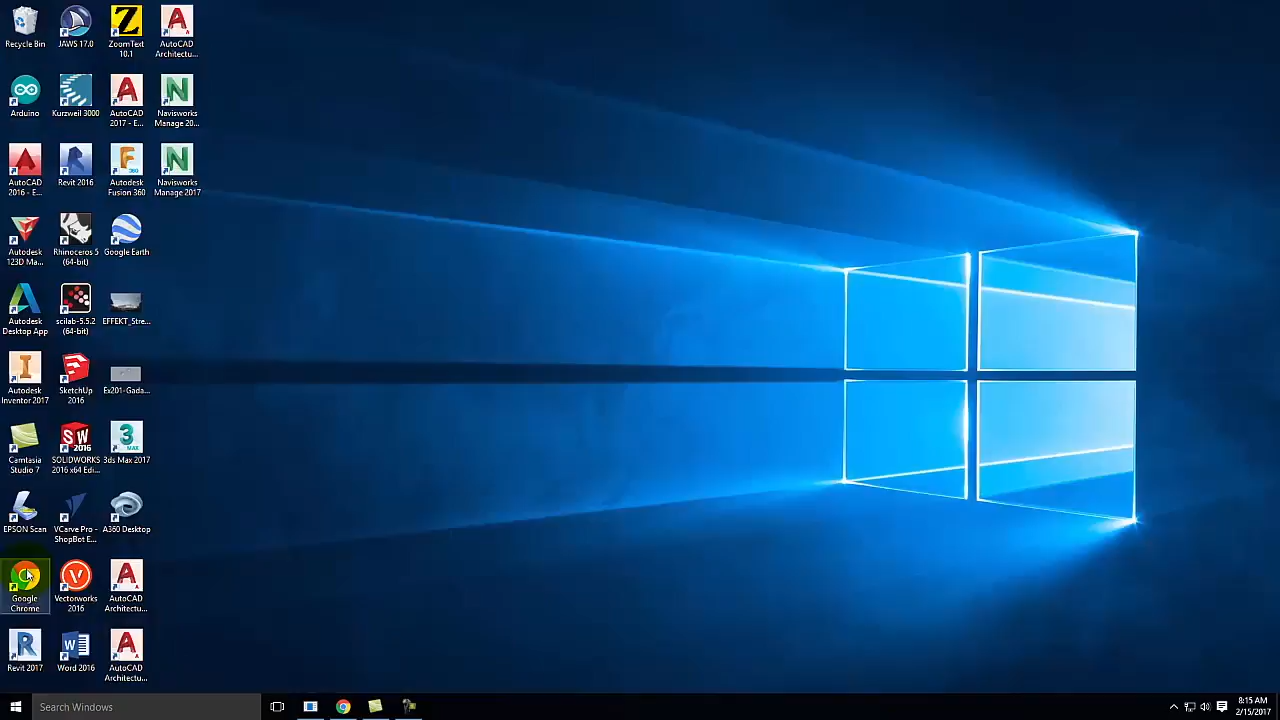 Recycle Bin
JAWS 17.0
ZoomText
10.1
AutoCAD
Architectu...
Arduino
Kurzweil 3000
AutoCAD
2017 - E...
Navisworks
Manage 20...
AutoCAD
2016 - E...
Revit 2016
Autodesk
Fusion 360
Navisworks
Manage 2017
Autodesk
123D Ma...
Rhinoceros 5
(64-bit)
Google Earth
Autodesk
Desktop App
scilab-5.5.2
(64-bit)
EFFEKT_Stre...
Autodesk
Inventor 2017
SketchUp
2016
Ex201-Gada...
Camtasia
Studio 7
SOLIDWORKS
2016 x64 Edi...
3ds Max 2017
EPSON Scan
VCarve Pro -
ShopBot E...
A360 Desktop
Google
Chrome
Vectorworks
2016
AutoCAD
Architectu...
Revit 2017
Word 2016
AutoCAD
Architectu...
Search Windows
8:15 AM
2/15/2017